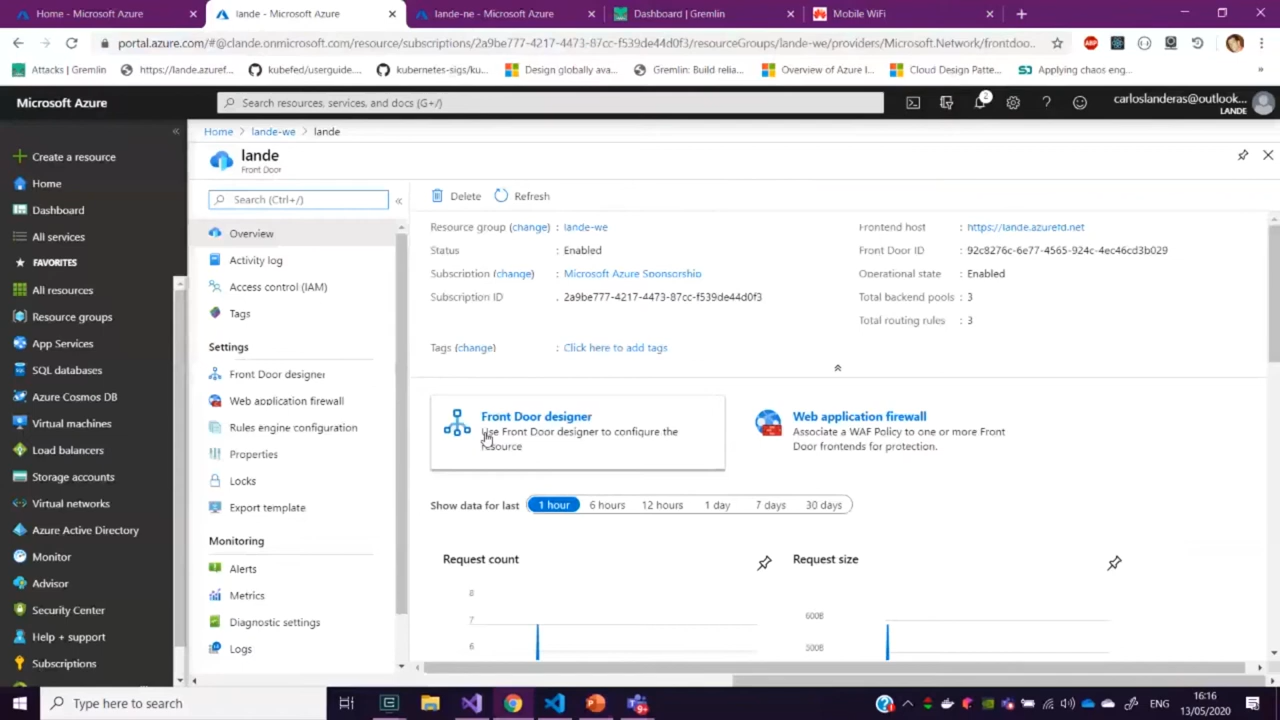 Home - Microsoft Azure
lande - Microsoft Azure
lande-ne - Microsoft Azure
Dashboard | Gremlin
Mobile WiFi
portal.azure.com/#@clande.onmicrosoft.com/resource/subscriptions/2a9be777-4217-4473-87cc-f539de44d0f3/resourceGroups/lande-we/providers/Microsoft.Network/frontdoo...
Attacks | Gremlin
https://lande.azuref...
kubefed/userguide....
kubernetes-sigs/ku...
Design globally ava...
Gremlin: Build relia...
Overview of Azure I...
Cloud Design Patte...
Applying chaos eng...
Microsoft Azure
Search resources, services, and docs (G+/)
2
carloslanderas@outlook...
LANDE
Create a resource
Home
Dashboard
All services
FAVORITES
All resources
Resource groups
App Services
SQL databases
Azure Cosmos DB
Virtual machines
Load balancers
Storage accounts
Virtual networks
Azure Active Directory
Monitor
Advisor
Security Center
Help + support
Subscriptions
Home > lande-we > lande
lande
Front Door
Search (Ctrl+/)
Overview
Activity log
Access control (IAM)
Tags
Settings
Front Door designer
Web application firewall
Rules engine configuration
Properties
Locks
Export template
Monitoring
Alerts
Metrics
Diagnostic settings
Logs
Delete
Refresh
Resource group (change) : lande-we
Status : Enabled
Subscription (change) : Microsoft Azure Sponsorship
Subscription ID : 2a9be777-4217-4473-87cc-f539de44d0f3
Tags (change) : Click here to add tags
Frontend host : https://lande.azurefd.net
Front Door ID : 92c8276c-6e77-4565-924c-4ec46cd3b029
Operational state : Enabled
Total backend pools : 3
Total routing rules : 3
Front Door designer
Use Front Door designer to configure the
resource
Web application firewall
Associate a WAF Policy to one or more Front
Door frontends for protection.
Show data for last
1 hour
6 hours
12 hours
1 day
7 days
30 days
Request count
8
7
6
Request size
600B
500B
Type here to search
ENG
16:16
13/05/2020